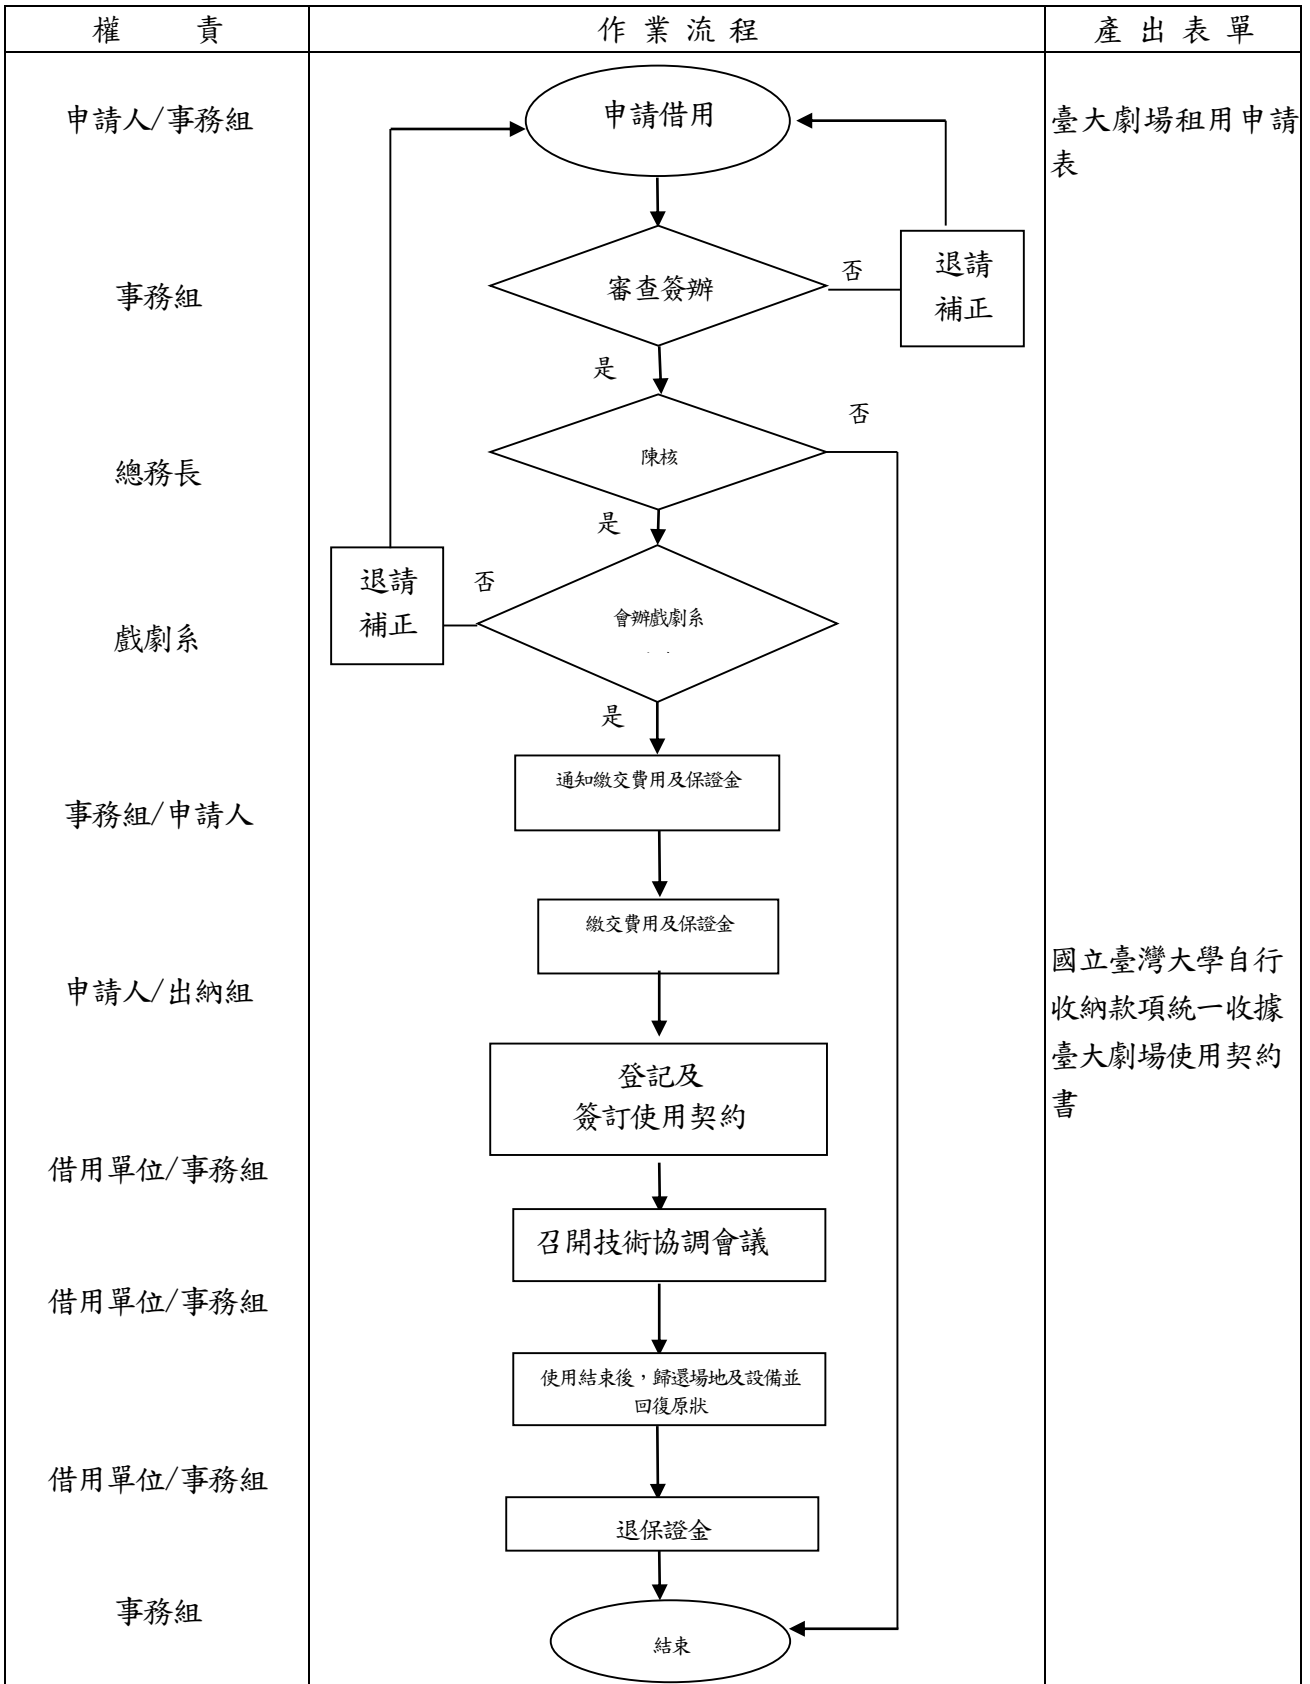 權 責
作 業 流 程
產 出 表 單
申請人/事務組
申請借用
臺大劇場租用申請
表
事務組
審查簽辦
否
退請
補正
是
總務長
陳核
否
是
戲劇系
退請
補正
否
會辦戲劇系
是
事務組/申請人
通知繳交費用及保證金
繳交費用及保證金
申請人/出納組
國立臺灣大學自行
收納款項統一收據
臺大劇場使用契約
書
登記及
簽訂使用契約
借用單位/事務組
召開技術協調會議
借用單位/事務組
使用結束後,歸還場地及設備並
回復原狀
借用單位/事務組
退保證金
事務組
結束